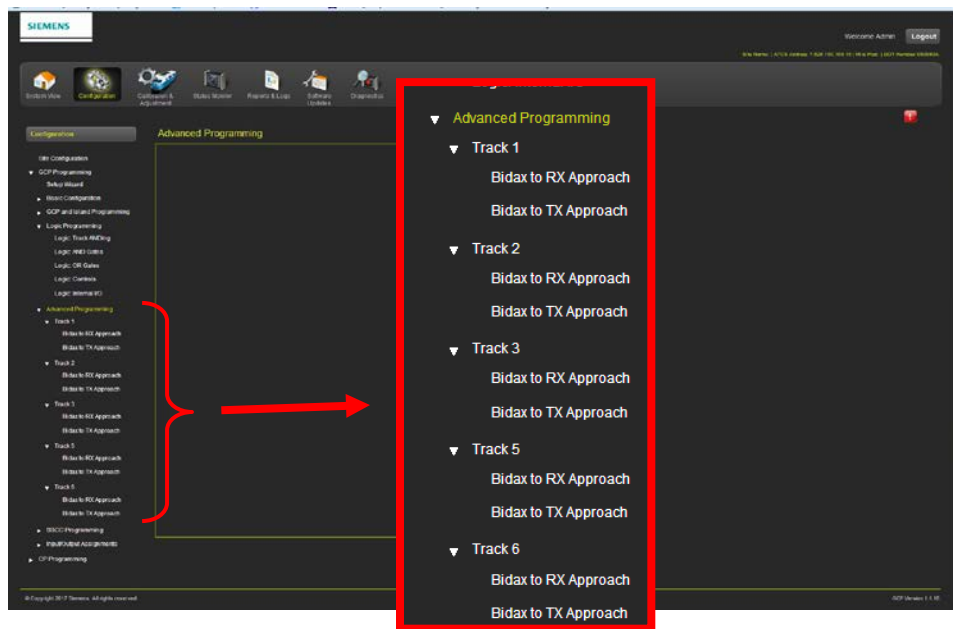 SIEMENS
Welcome Admin Logout
System View
Configuration
Calibration & Adjustment
Status Monitor
Reports & Logs
Software Updates
Diagnostics
Configuration
Advanced Programming
Site Configuration
GCP Programming
Setup Wizard
Basic Configuration
GCP and Island Programming
Logic Programming
Logic: Track ANDing
Logic: AND Gates
Logic: OR Gates
Logic: Controls
Logic: Internal I/O
Advanced Programming
Track 1
Bidax to RX Approach
Bidax to TX Approach
Track 2
Bidax to RX Approach
Bidax to TX Approach
Track 3
Bidax to RX Approach
Bidax to TX Approach
Track 5
Bidax to RX Approach
Bidax to TX Approach
Track 6
Bidax to RX Approach
Bidax to TX Approach
SSCC Programming
Input/Output Assignments
CP Programming
Advanced Programming
Track 1
Bidax to RX Approach
Bidax to TX Approach
Track 2
Bidax to RX Approach
Bidax to TX Approach
Track 3
Bidax to RX Approach
Bidax to TX Approach
Track 5
Bidax to RX Approach
Bidax to TX Approach
Track 6
Bidax to RX Approach
Bidax to TX Approach
© Copyright 2017 Siemens. All rights reserved.